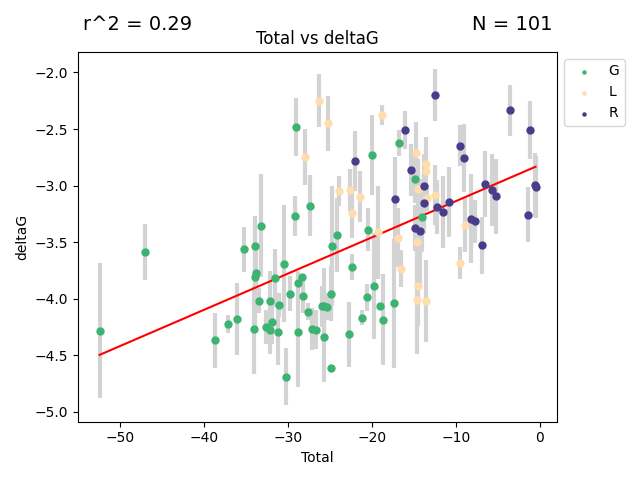 r^2 = 0.29 N = 101
Total vs deltaG
−2.0
−2.5
−3.0
−3.5
−4.0
−4.5
−5.0
deltaG
−50 −40 −30 −20 −10 0
Total
G
L
R